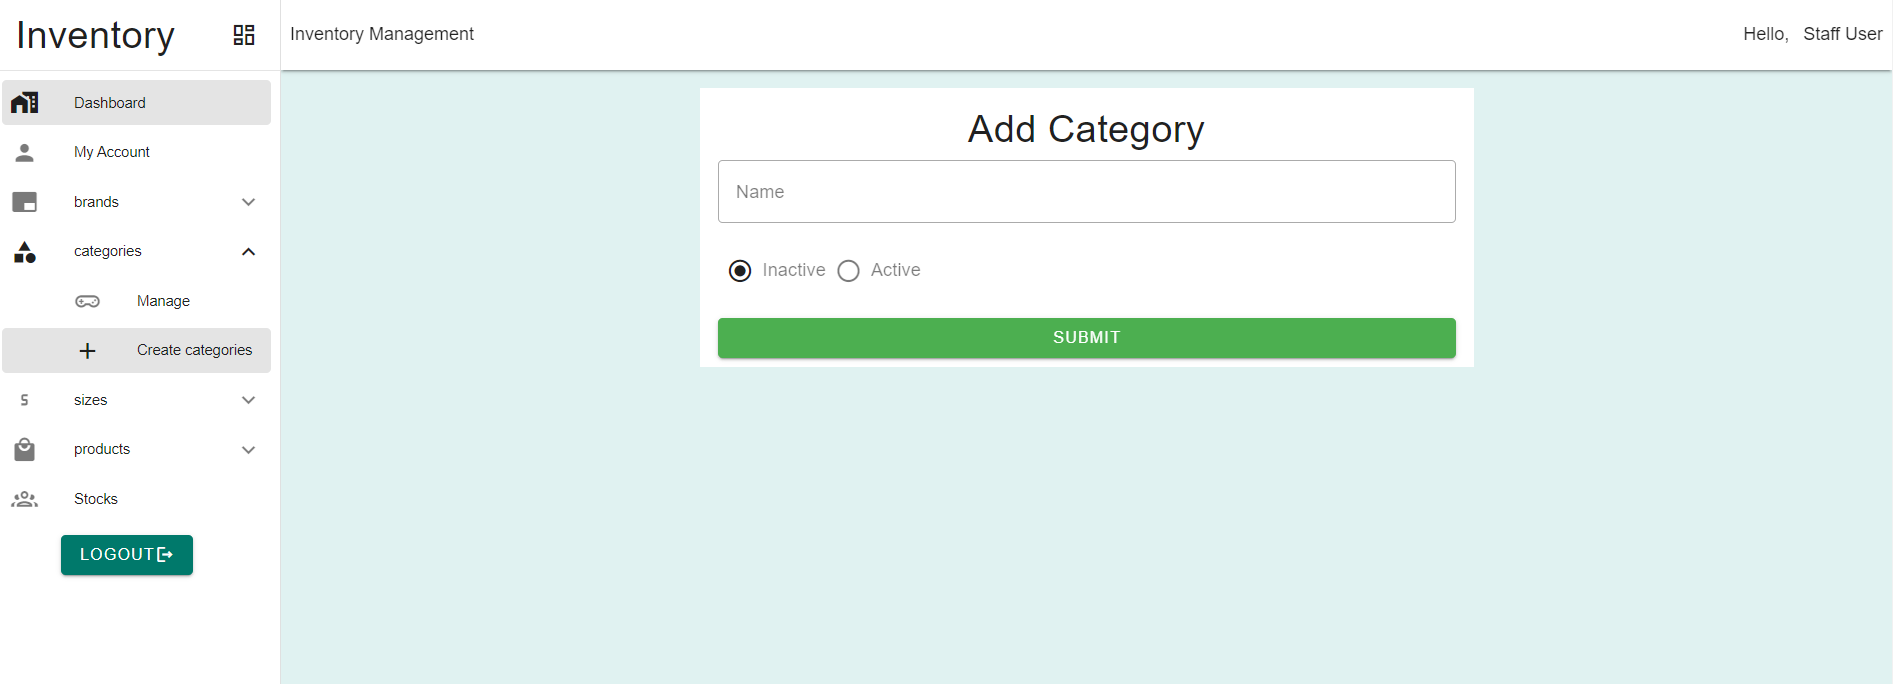 Inventory
Inventory Management
Hello, Staff User
Dashboard
My Account
brands
categories
Manage
Create categories
S sizes
products
Stocks
LOGOUT
Add Category
Name
Inactive Active
SUBMIT